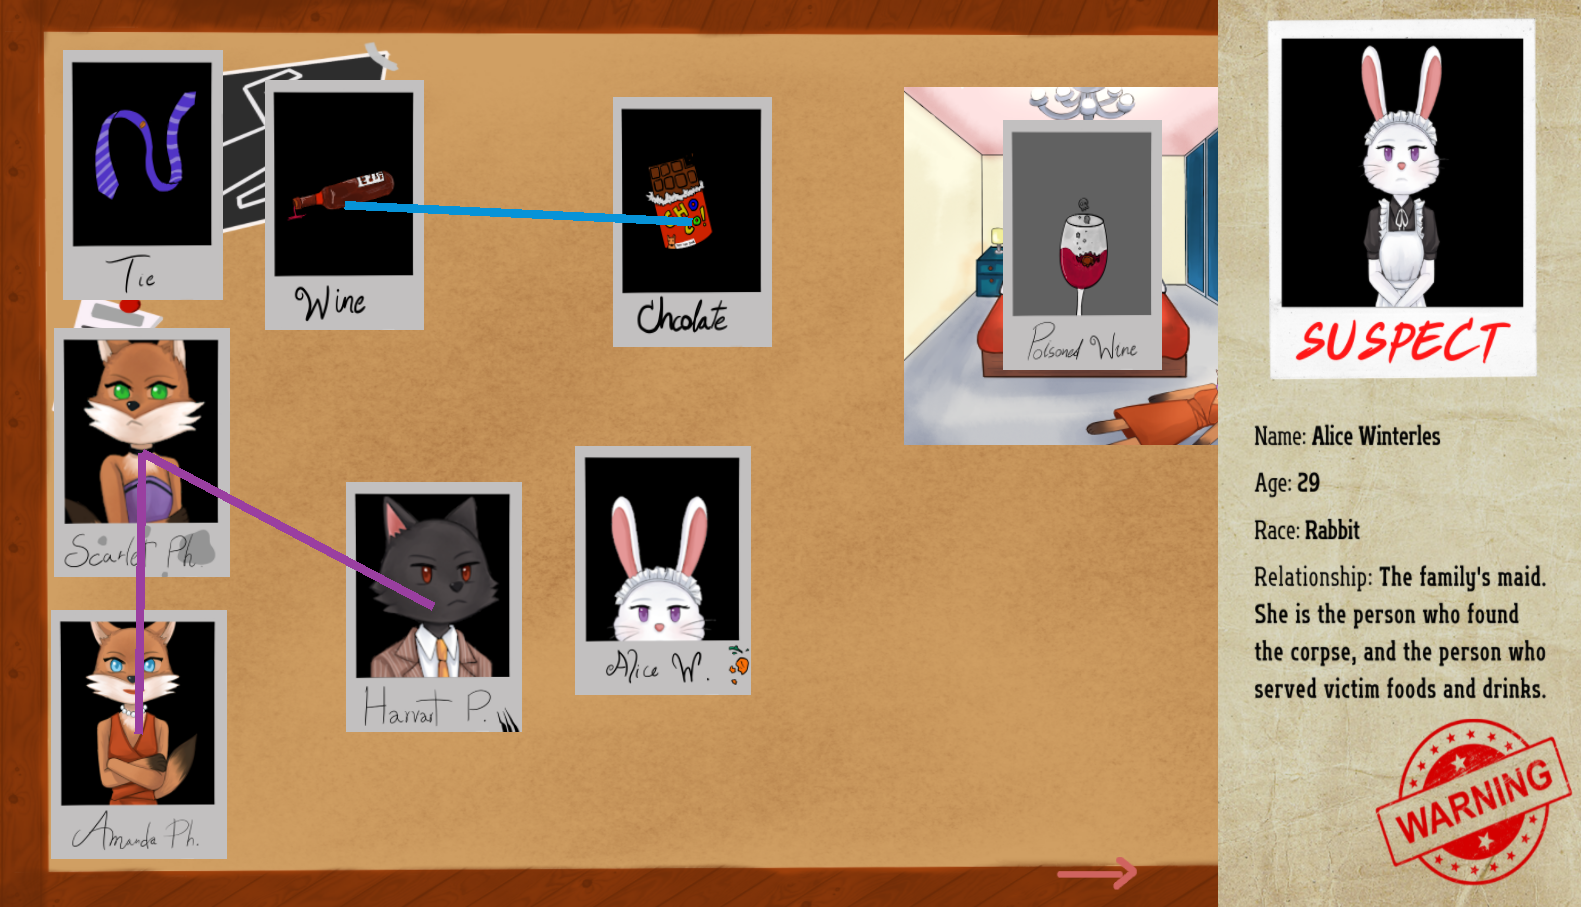 Tie
Wine
Chcolate
Poisoned Wine
Scarlet Ph
Harvart P.
Alice W.
Amanda Ph.
SUSPECT
Name: Alice Winterles
Age: 29
Race: Rabbit
Relationship: The family's maid.
She is the person who found
the corpse, and the person who
served victim foods and drinks.
WARNING